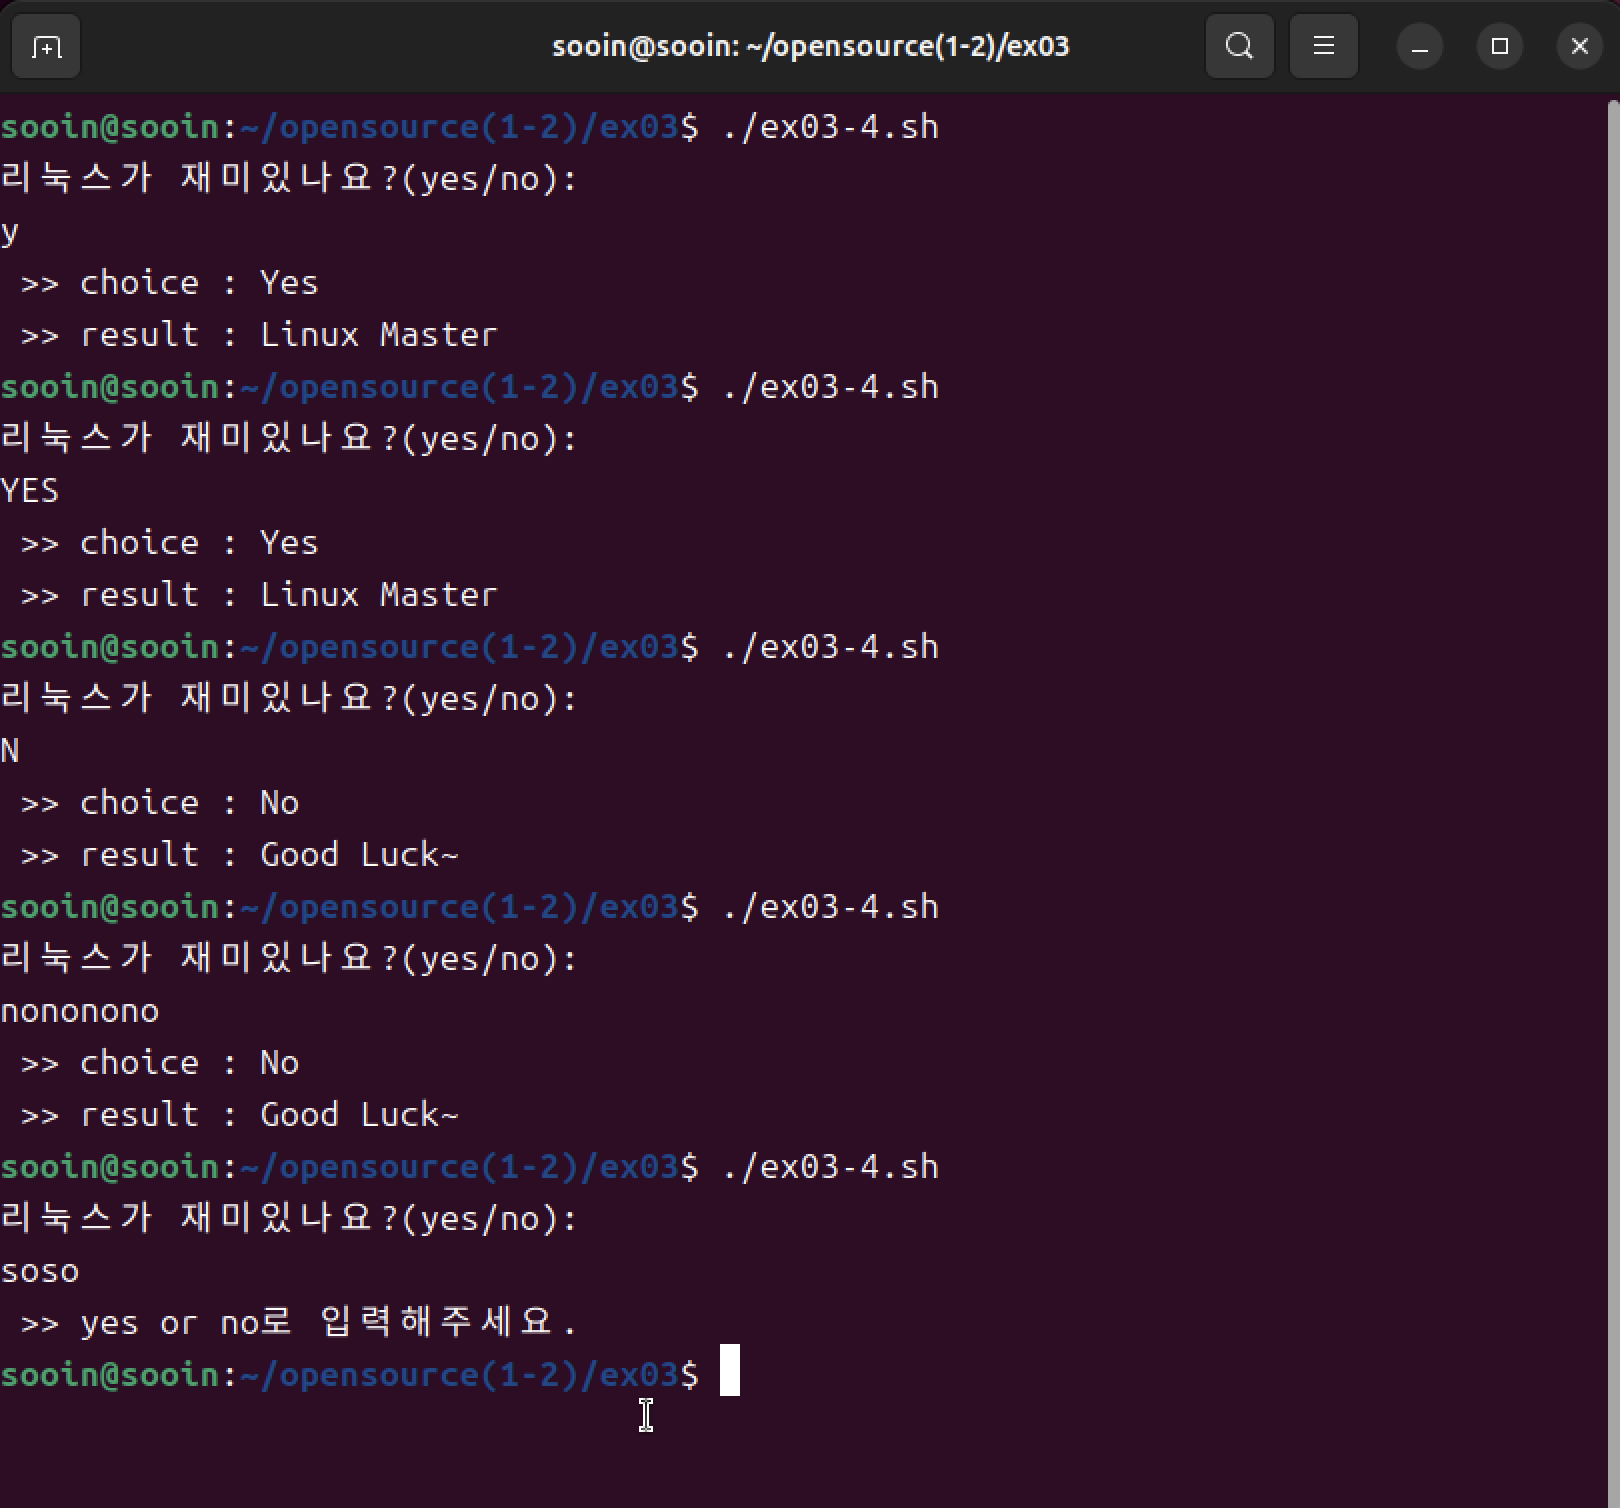 sooin@sooin: ~/opensource(1-2)/ex03
sooin@sooin:~/opensource(1-2)/ex03$ ./ex03-4.sh
리눅스가 재미있나요?(yes/no):
y
 >> choice : Yes
 >> result : Linux Master
sooin@sooin:~/opensource(1-2)/ex03$ ./ex03-4.sh
리눅스가 재미있나요?(yes/no):
YES
 >> choice : Yes
 >> result : Linux Master
sooin@sooin:~/opensource(1-2)/ex03$ ./ex03-4.sh
리눅스가 재미있나요?(yes/no):
N
 >> choice : No
 >> result : Good Luck~
sooin@sooin:~/opensource(1-2)/ex03$ ./ex03-4.sh
리눅스가 재미있나요?(yes/no):
nononono
 >> choice : No
 >> result : Good Luck~
sooin@sooin:~/opensource(1-2)/ex03$ ./ex03-4.sh
리눅스가 재미있나요?(yes/no):
soso
 >> yes or no로 입력해주세요.
sooin@sooin:~/opensource(1-2)/ex03$